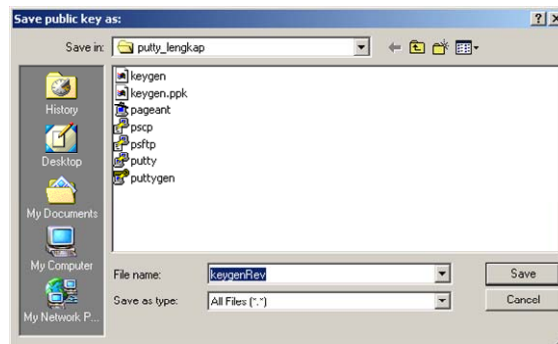 Save public key as:
Save in: putty_lengkap
History
Desktop
My Documents
My Computer
My Network P...
keygen
keygen.ppk
pageant
pscp
psftp
putty
puttygen
File name: keygenRev Save
Save as type: All Files (*.*) Cancel